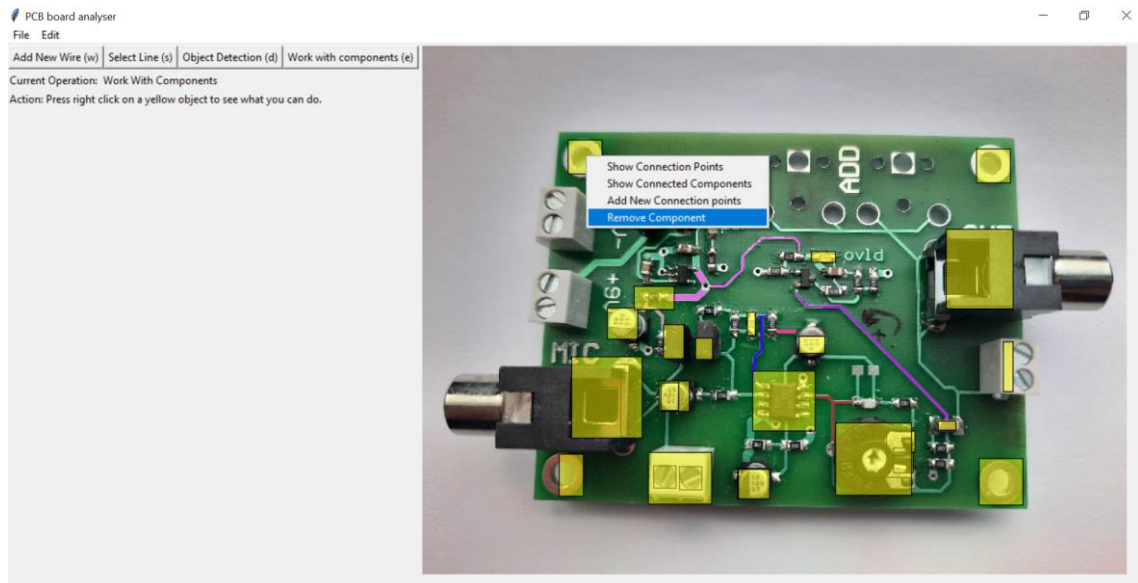 PCB board analyser
File Edit
Add New Wire (w) Select Line (s) Object Detection (d) Work with components (e)
Current Operation: Work With Components
Action: Press right click on a yellow object to see what you can do.
Show Connection Points
Show Connected Components
Add New Connection points
Remove Component
ADD
ovld
+9V
MIC